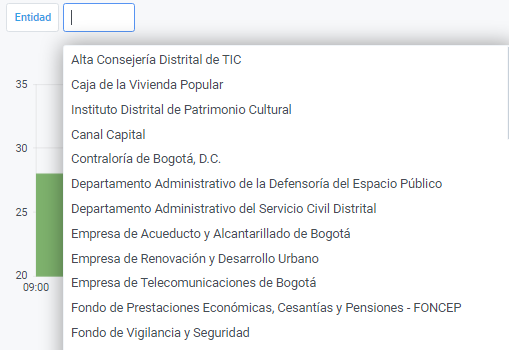 Entidad
Alta Consejería Distrital de TIC
Caja de la Vivienda Popular
Instituto Distrital de Patrimonio Cultural
Canal Capital
Contraloría de Bogotá, D.C.
Departamento Administrativo de la Defensoría del Espacio Público
Departamento Administrativo del Servicio Civil Distrital
Empresa de Acueducto y Alcantarillado de Bogotá
Empresa de Renovación y Desarrollo Urbano
Empresa de Telecomunicaciones de Bogotá
Fondo de Prestaciones Económicas, Cesantías y Pensiones - FONCEP
Fondo de Vigilancia y Seguridad
35
30
25
20
09:00